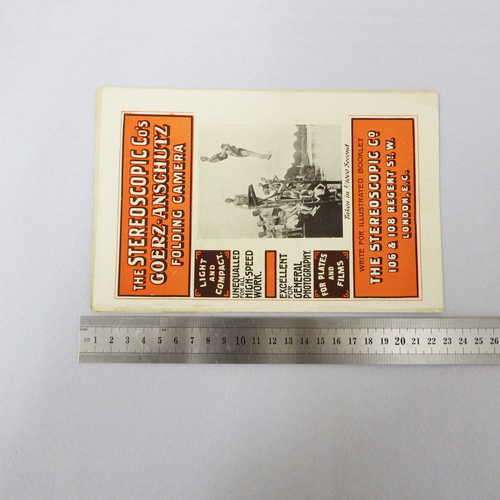 THE STEREOSCOPIC Co's
GOERZ-ANSCHUTZ
FOLDING CAMERA
Taken in 1/1000 Second
LIGHT
AND
COMPACT.
UNEQUALLED
FOR ALL
HIGH-SPEED
WORK.
EXCELLENT
FOR
GENERAL
PHOTOGRAPHY.
FOR PLATES
AND
FILMS
WRITE FOR ILLUSTRATED BOOKLET
THE STEREOSCOPIC Co
106 & 108 REGENT ST. W.
LONDON, E.C.
1 2 3 4 5 6 7 8 9 10 11 12 13 14 15 16 17 18 19 20 21 22 23 24 25 26